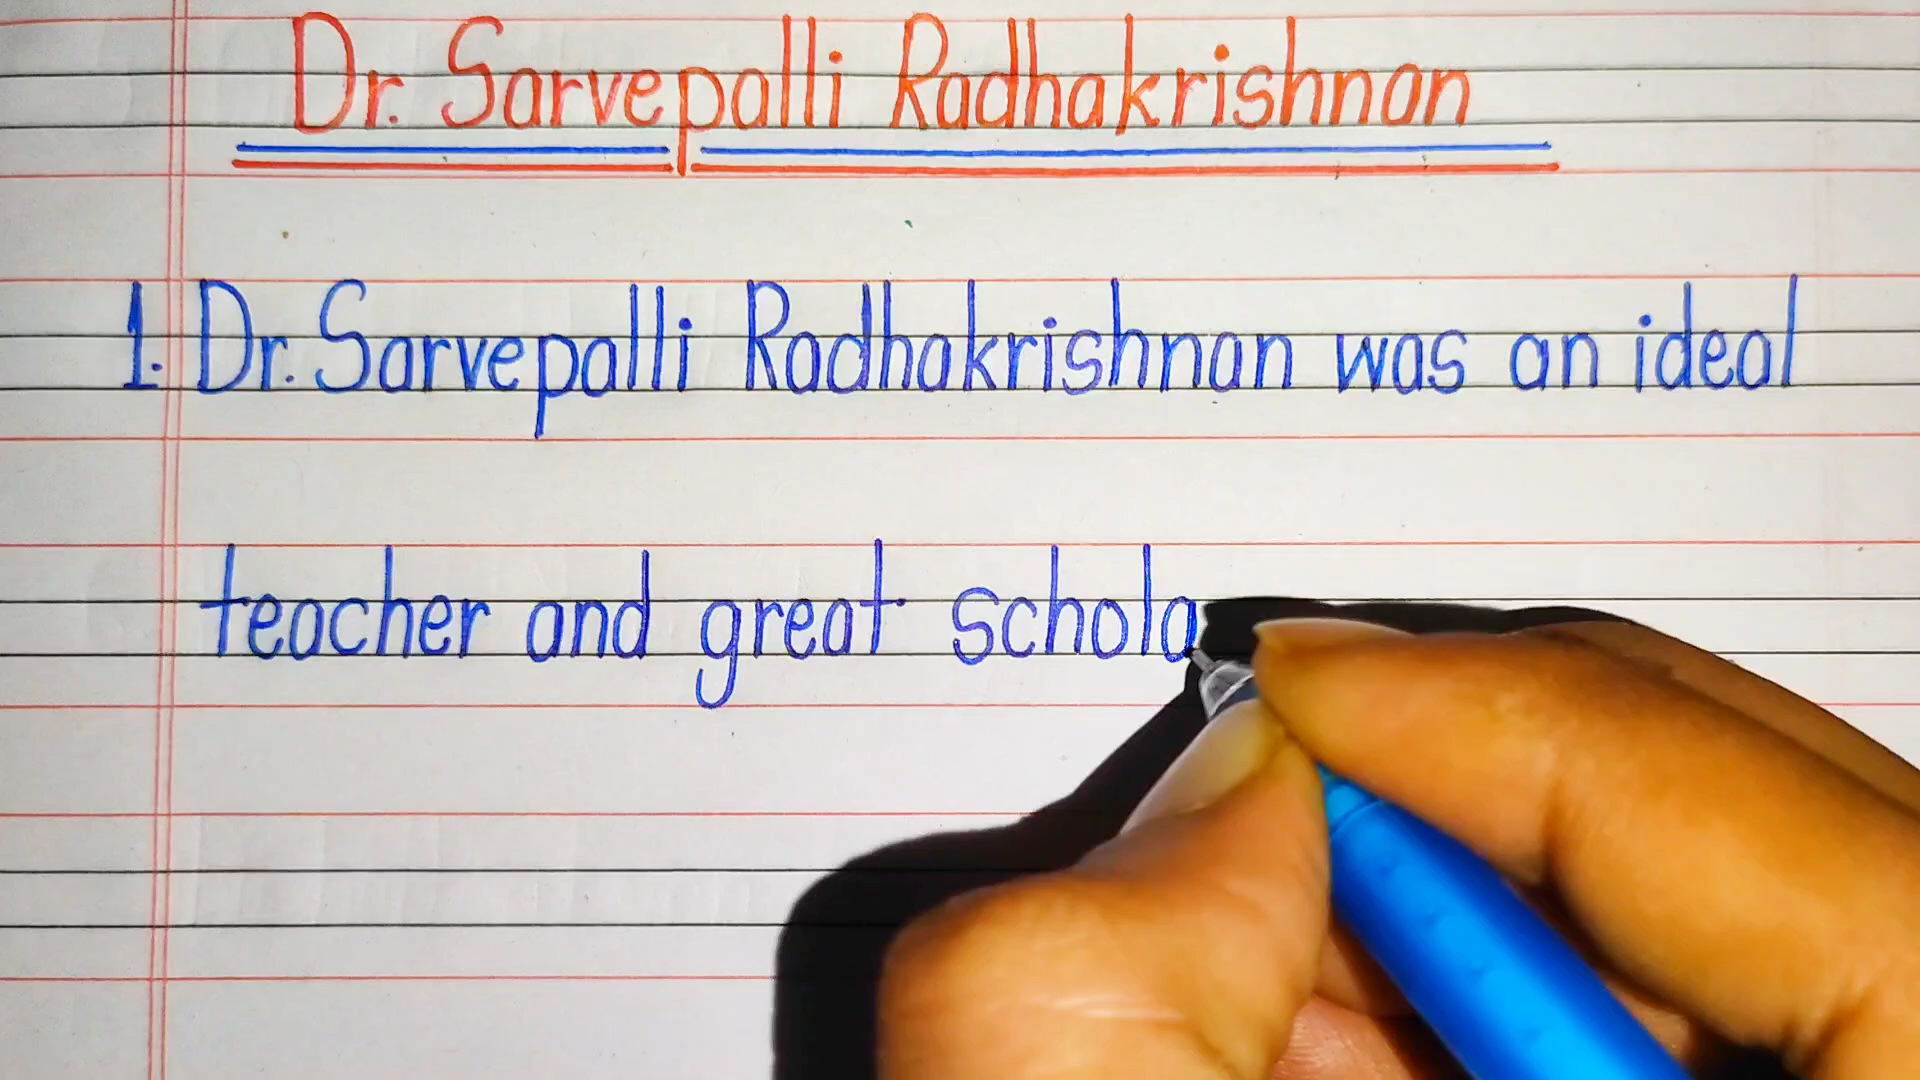 Dr. Sarvepalli Radhakrishnan
1. Dr. Sarvepalli Radhakrishnan was an ideal
teacher and great schola